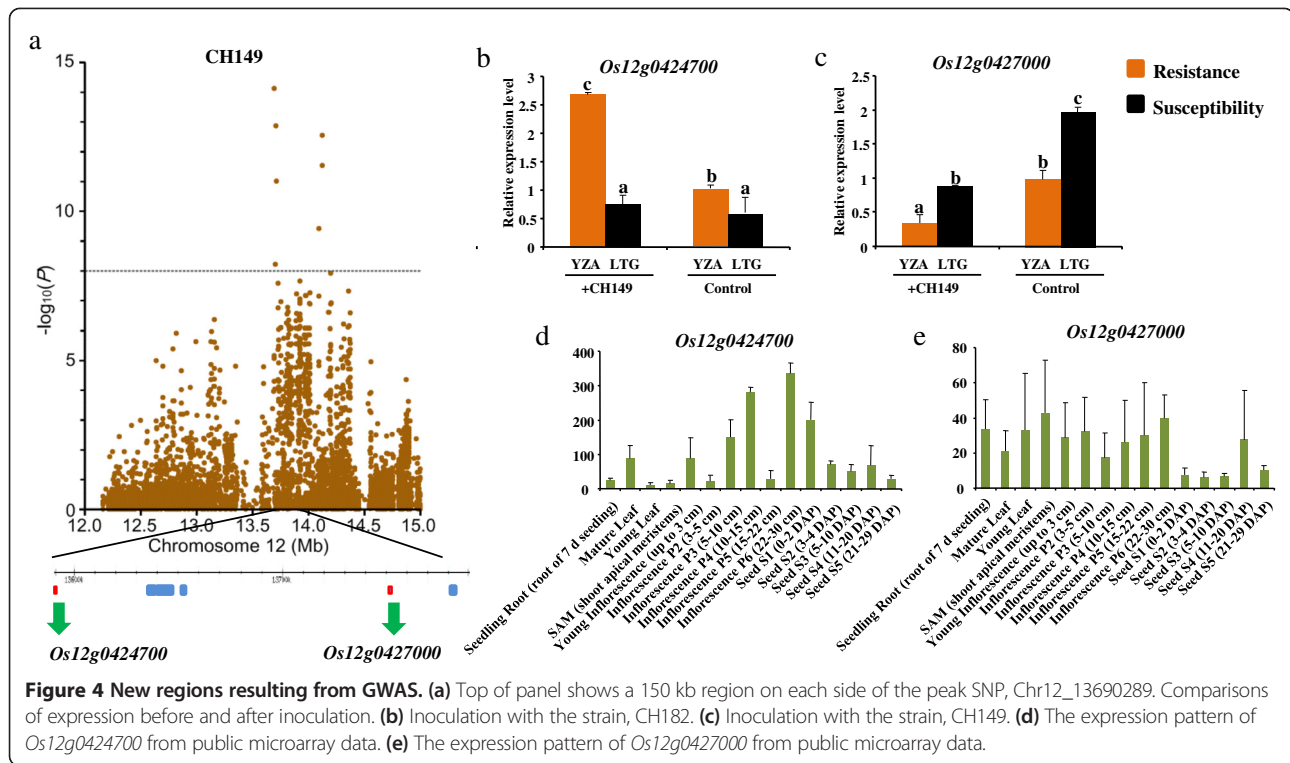 a
CH149
15
10
5
0
-log10(P)
12.0 12.5 13.0 13.5 14.0 14.5 15.0
Chromosome 12 (Mb)
Os12g0424700 Os12g0427000
b
Os12g0424700
Relative expression level
3
2.5
2
1.5
1
0.5
0
c
a
b
a
YZA LTG YZA LTG
+CH149 Control
c
Os12g0427000
Relative expression level
2.5
2
1.5
1
0.5
0
a
b
b
c
YZA LTG YZA LTG
+CH149 Control
Resistance
Susceptibility
d
Os12g0424700
400
300
200
100
0
Seedling Root (root of 7 d seeding)
Mature Leaf
Young Leaf
SAM (shoot apical meristems)
Young Inflorescence (up to 3 cm)
Inflorescence P2 (3-5 cm)
Inflorescence P3 (5-10 cm)
Inflorescence P4 (10-15 cm)
Inflorescence P5 (15-22 cm)
Inflorescence P6 (22-30 cm)
Seed S1 (0-2 DAP)
Seed S2 (3-4 DAP)
Seed S3 (5-10 DAP)
Seed S4 (11-20 DAP)
Seed S5 (21-29 DAP)
e
Os12g0427000
80
60
40
20
0
Seedling Root (root of 7 d seeding)
Mature Leaf
Young Leaf
SAM (shoot apical meristems)
Young Inflorescence (up to 3 cm)
Inflorescence P2 (3-5 cm)
Inflorescence P3 (5-10 cm)
Inflorescence P4 (10-15 cm)
Inflorescence P5 (15-22 cm)
Inflorescence P6 (22-30 cm)
Seed S1 (0-2 DAP)
Seed S2 (3-4 DAP)
Seed S3 (5-10 DAP)
Seed S4 (11-20 DAP)
Seed S5 (21-29 DAP)
Figure 4 New regions resulting from GWAS. (a) Top of panel shows a 150 kb region on each side of the peak SNP, Chr12_13690289. Comparisons
of expression before and after inoculation. (b) Inoculation with the strain, CH182. (c) Inoculation with the strain, CH149. (d) The expression pattern of
Os12g0424700 from public microarray data. (e) The expression pattern of Os12g0427000 from public microarray data.